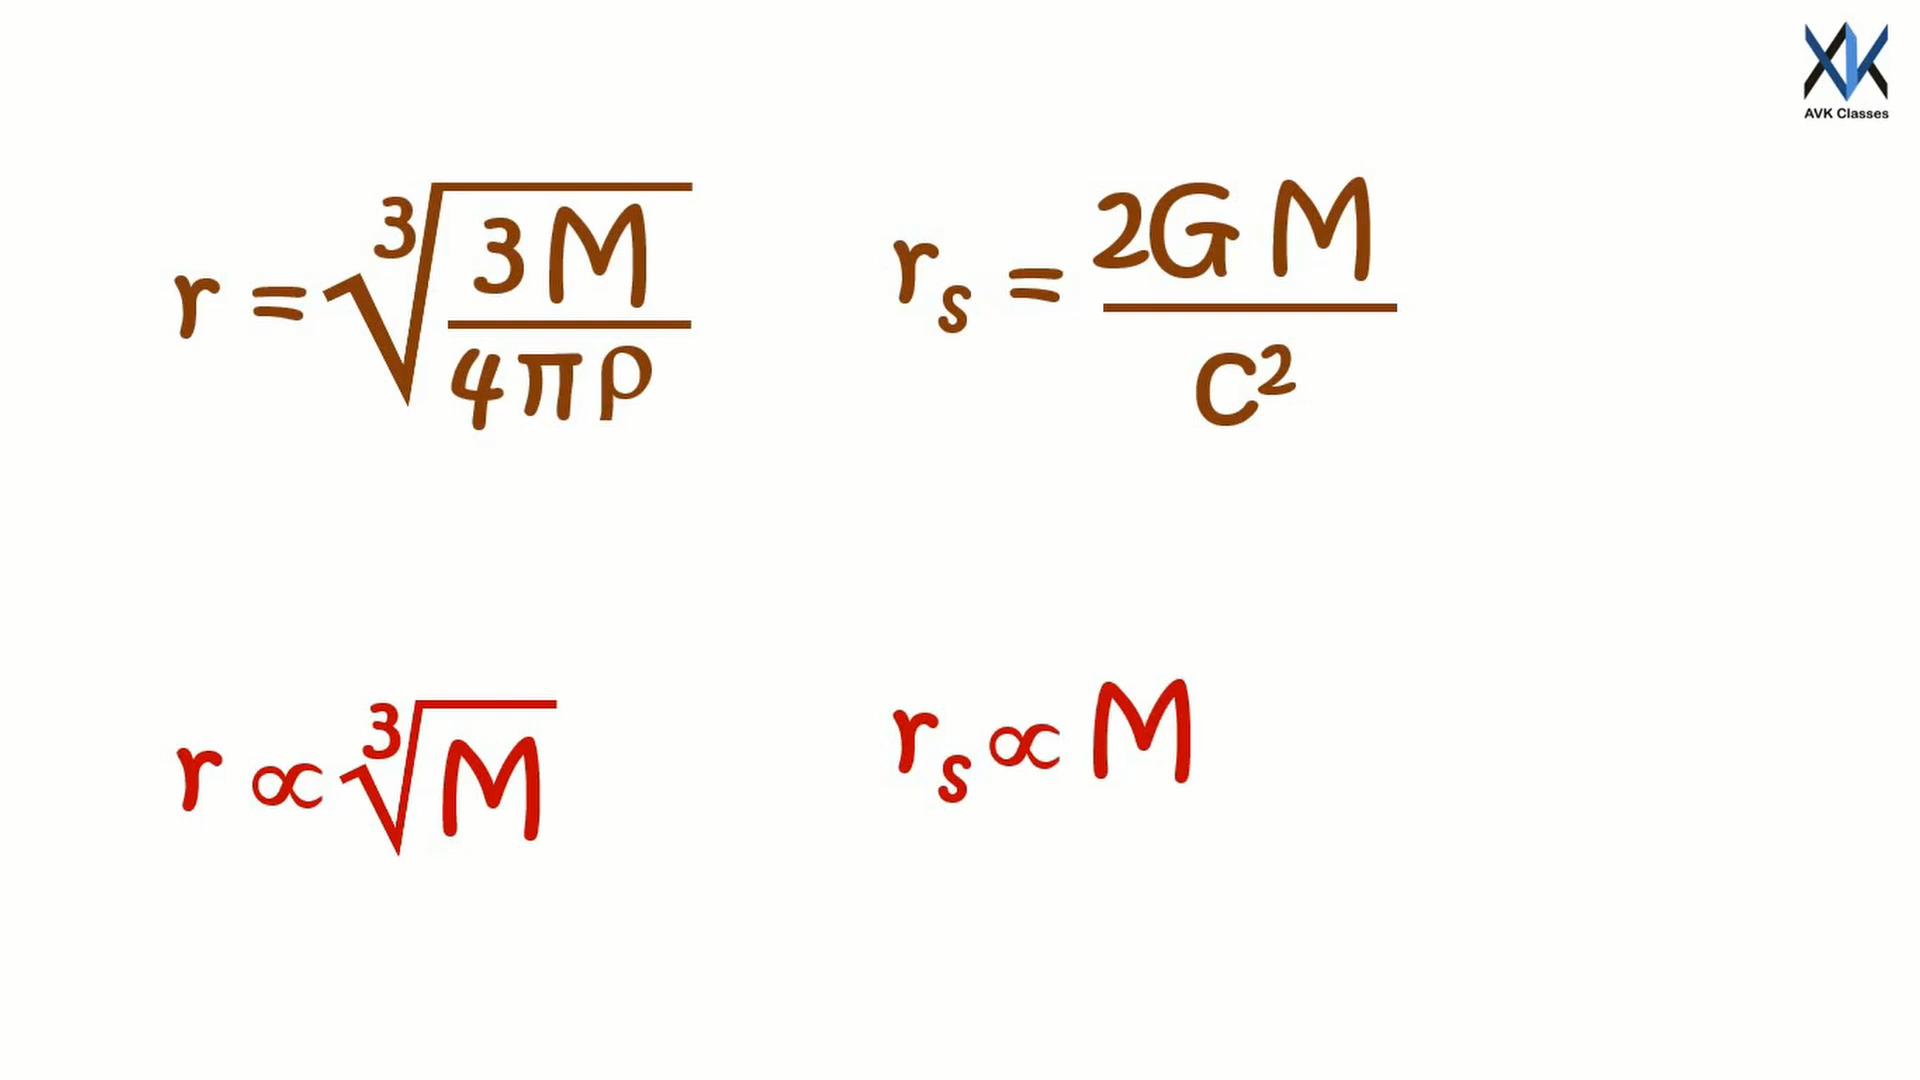 AVK Classes
r = ∛(3M / 4πρ)
r_s = 2GM / C²
r ∝ ∛M
r_s ∝ M